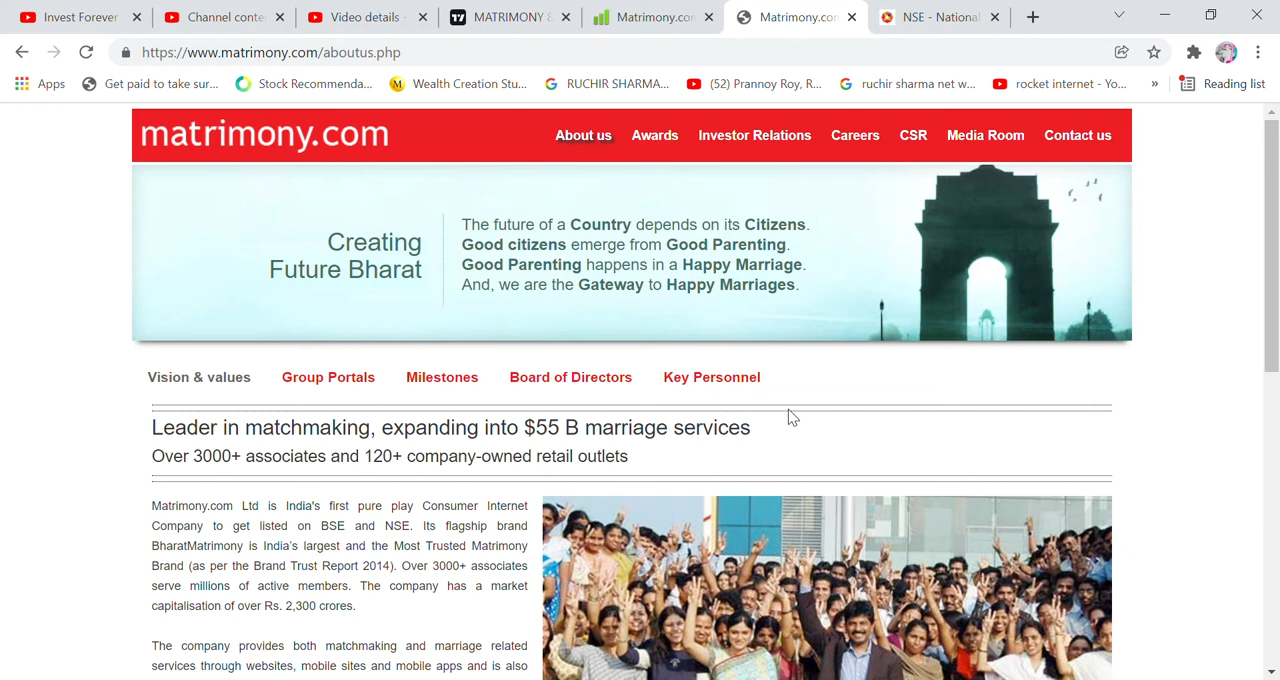 Invest Forever
Channel conte
Video details -
MATRIMONY 8
Matrimony.co
Matrimony.co
NSE - National
https://www.matrimony.com/aboutus.php
Apps
Get paid to take sur...
Stock Recommenda...
Wealth Creation Stu...
RUCHIR SHARMA...
(52) Prannoy Roy, R...
ruchir sharma net w...
rocket internet - Yo...
»
Reading list
matrimony.com
About us
Awards
Investor Relations
Careers
CSR
Media Room
Contact us
Creating
Future Bharat
The future of a Country depends on its Citizens.
Good citizens emerge from Good Parenting.
Good Parenting happens in a Happy Marriage.
And, we are the Gateway to Happy Marriages.
Vision & values
Group Portals
Milestones
Board of Directors
Key Personnel
Leader in matchmaking, expanding into $55 B marriage services
Over 3000+ associates and 120+ company-owned retail outlets
Matrimony.com Ltd is India's first pure play Consumer Internet
Company to get listed on BSE and NSE. Its flagship brand
BharatMatrimony is India's largest and the Most Trusted Matrimony
Brand (as per the Brand Trust Report 2014). Over 3000+ associates
serve millions of active members. The company has a market
capitalisation of over Rs. 2,300 crores.
The company provides both matchmaking and marriage related
services through websites, mobile sites and mobile apps and is also